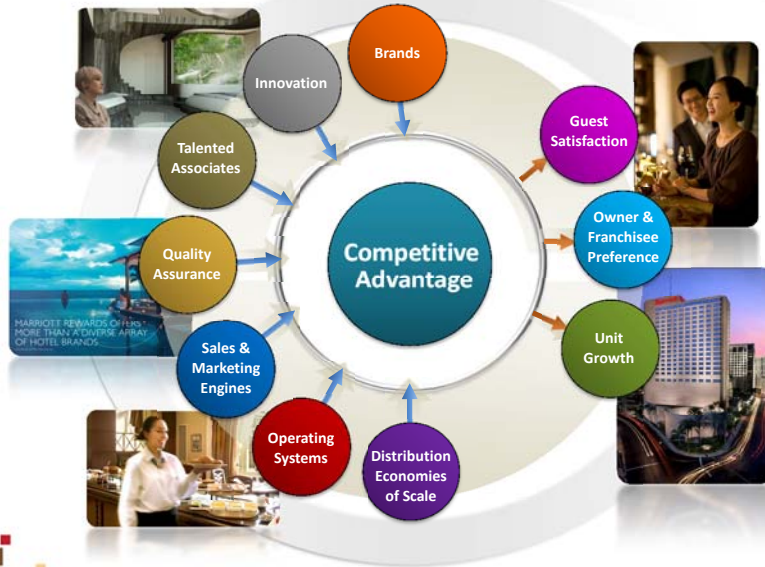 Brands
Innovation
Talented
Associates
Quality
Assurance
Sales &
Marketing
Engines
Operating
Systems
Distribution
Economies
of Scale
Competitive
Advantage
Guest
Satisfaction
Owner &
Franchisee
Preference
Unit
Growth
MARRIOTT REWARDS OFFERS
MORE THAN A DIVERSE ARRAY
OF HOTEL BRANDS